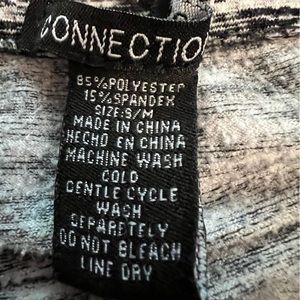 CONNECTIO
85%POLYESTER
15%SPANDEX
SIZE:S/M
MADE IN CHINA
HECHO EN CHINA
MACHINE WASH
COLD
GENTLE CYCLE
WASH
SEPARETELY
DO NOT BLEACH
LINE DRY